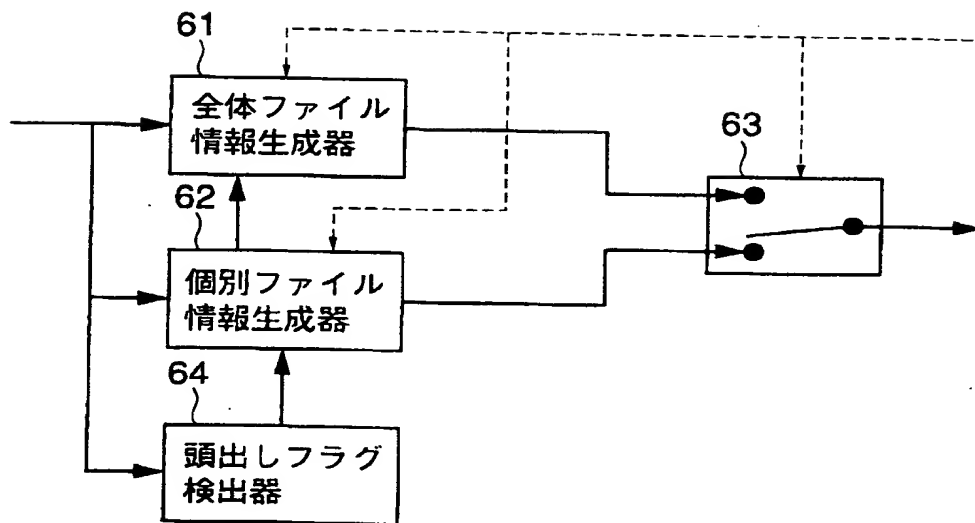 61
全体ファイル
情報生成器
62
個別ファイル
情報生成器
63
64
頭出しフラグ
検出器